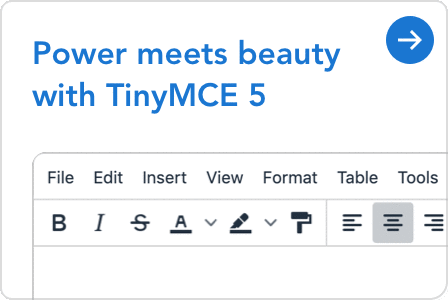 Power meets beauty
with TinyMCE 5
File Edit Insert View Format Table Tools
B I S A